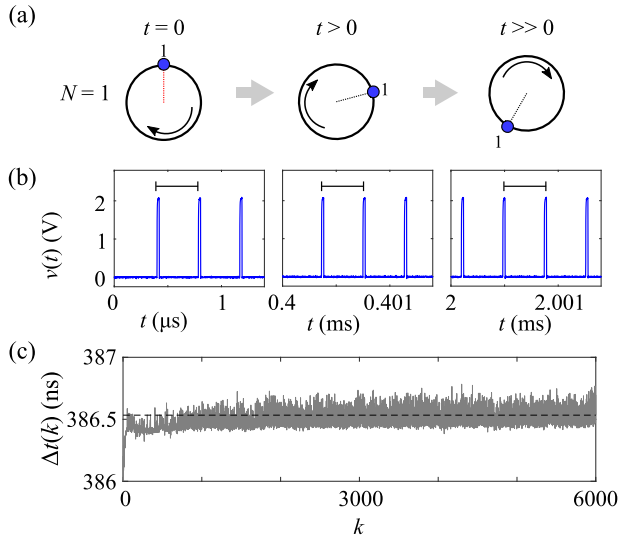 (a)
t = 0
t > 0
t >> 0
N = 1
1
1
1
(b)
v(t) (V)
2
1
0
0
1
t (μs)
0.4
0.401
t (ms)
2
2.001
t (ms)
(c)
Δt(k) (ns)
387
386.5
386
0
3000
6000
k